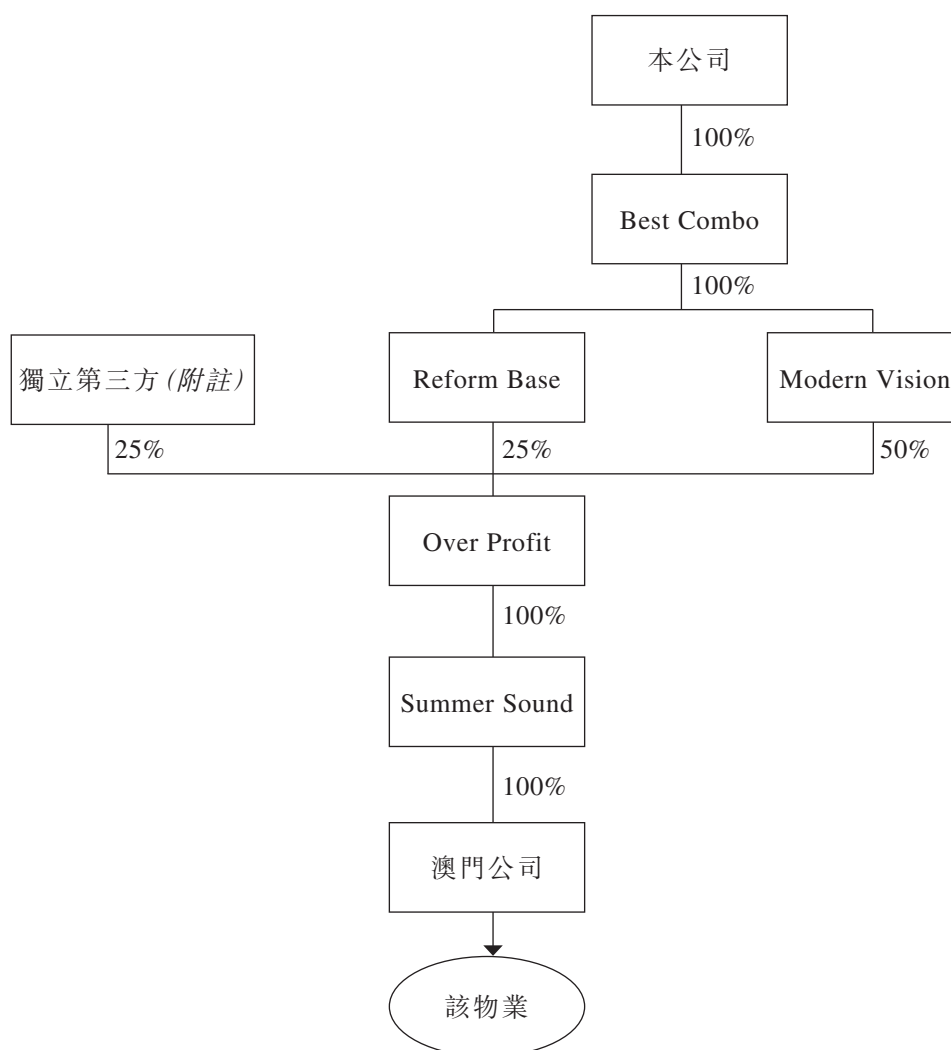 本公司
100%
Best Combo
100%
獨立第三方(附註)
Reform Base
Modern Vision
25%
25%
50%
Over Profit
100%
Summer Sound
100%
澳門公司
該物業